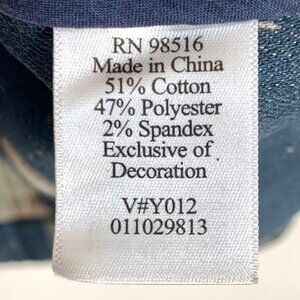 RN 98516
Made in China
51% Cotton
47% Polyester
2% Spandex
Exclusive of
Decoration
V#Y012
011029813